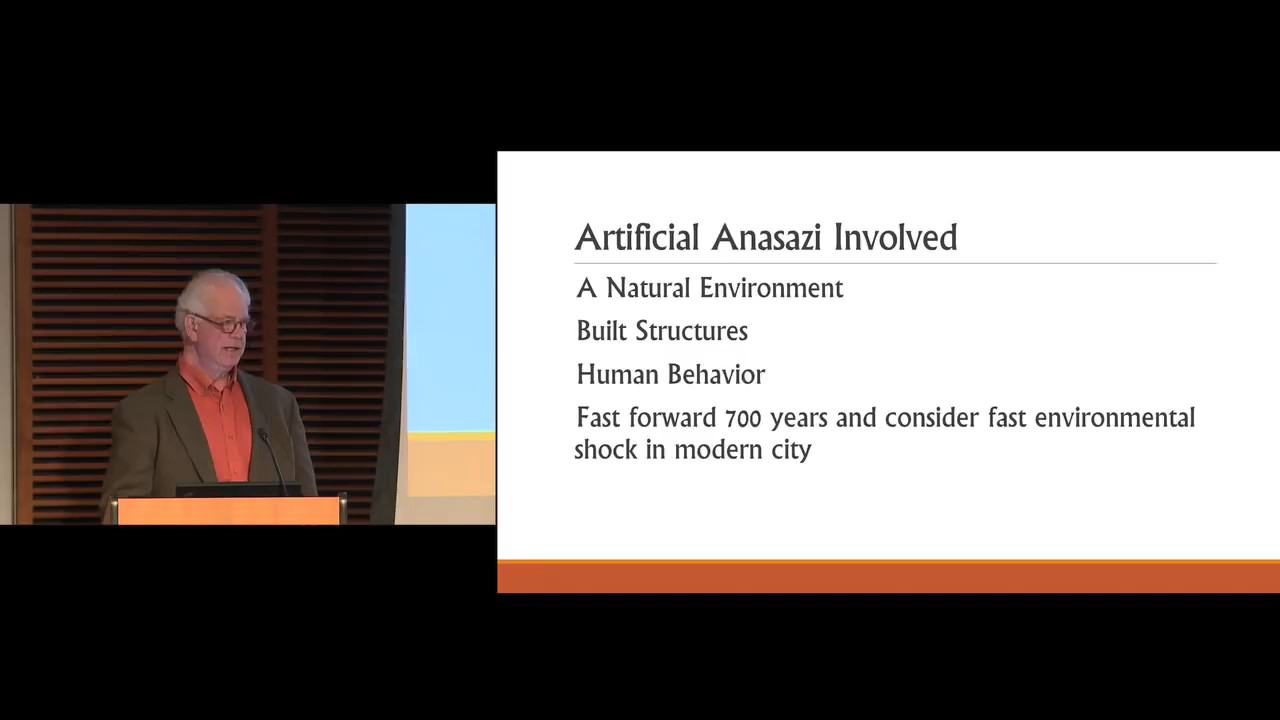 Artificial Anasazi Involved
A Natural Environment
Built Structures
Human Behavior
Fast forward 700 years and consider fast environmental
shock in modern city